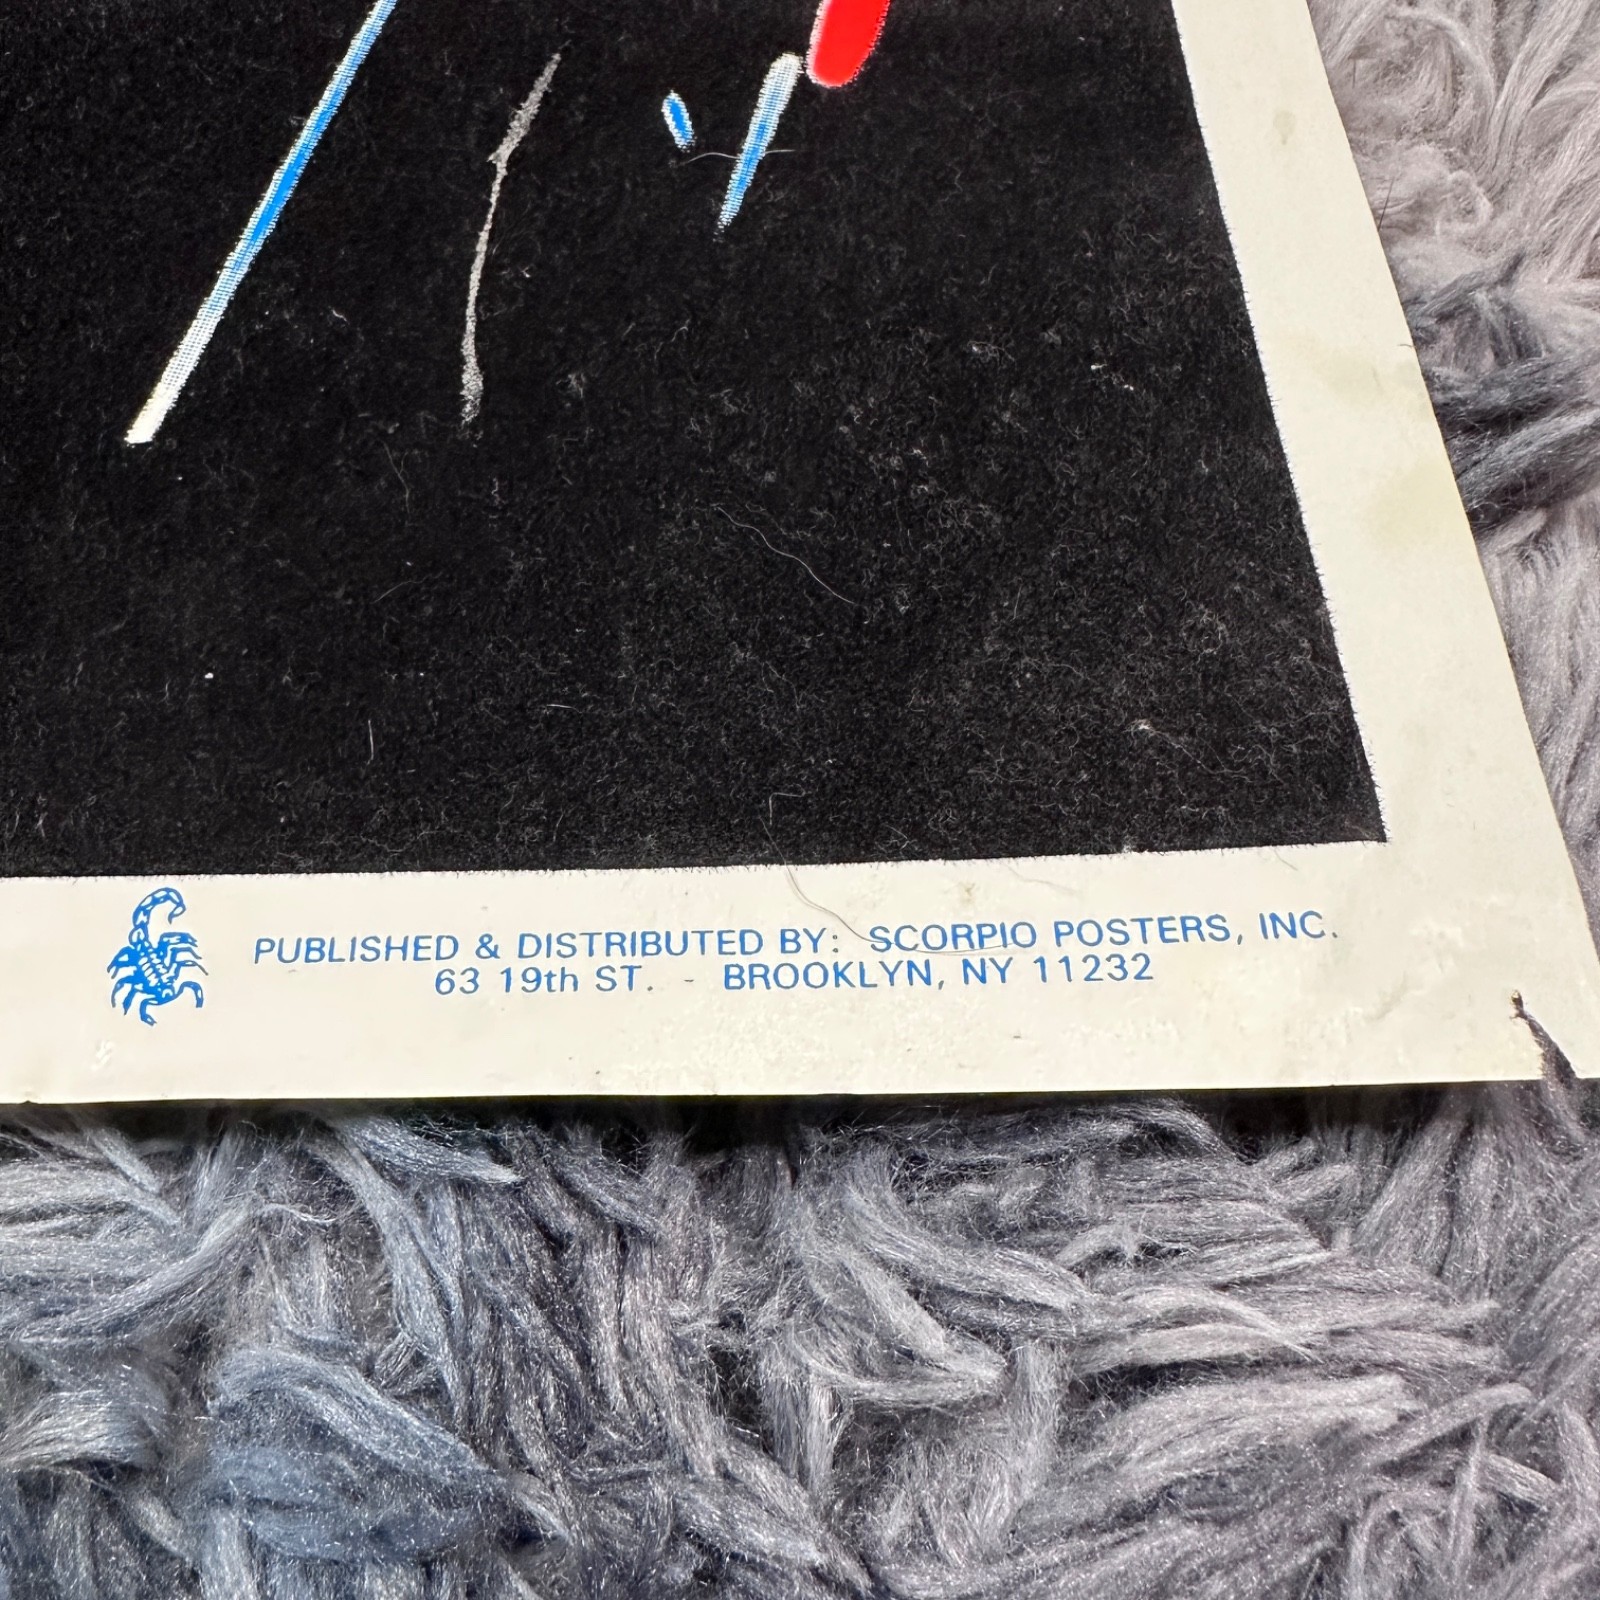 PUBLISHED & DISTRIBUTED BY: SCORPIO POSTERS, INC.
63 19th ST. - BROOKLYN, NY 11232